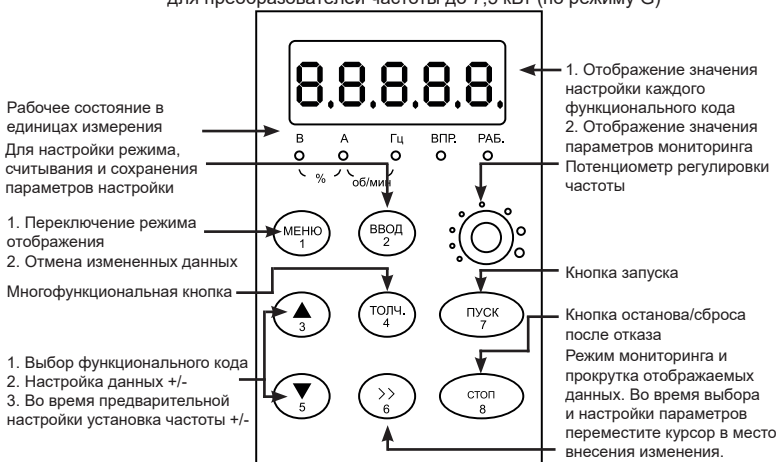 для преобразователей частоты до 7,5 кВт (по режиму G)
8.8.8.8.8.
Рабочее состояние в
единицах измерения
Для настройки режима,
считывания и сохранения
параметров настройки
1. Переключение режима
отображения
2. Отмена измененных данных
Многофункциональная кнопка
1. Выбор функционального кода
2. Настройка данных +/-
3. Во время предварительной
настройки установка частоты +/-
В А Гц ВПР. РАБ.
% об/мин
МЕНЮ
1
ВВОД
2
3
ТОЛЧ.
4
ПУСК
7
5
>>
6
стоп
8
1. Отображение значения
настройки каждого
функционального кода
2. Отображение значения
параметров мониторинга
Потенциометр регулировки
частоты
Кнопка запуска
Кнопка останова/сброса
после отказа
Режим мониторинга и
прокрутка отображаемых
данных. Во время выбора
и настройки параметров
переместите курсор в место
внесения изменения.